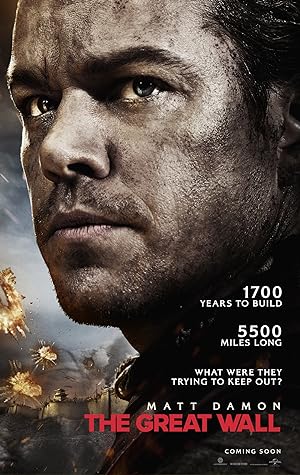 1700
YEARS TO BUILD
5500
MILES LONG
WHAT WERE THEY
TRYING TO KEEP OUT?
MATT DAMON
THE GREAT WALL
COMING SOON